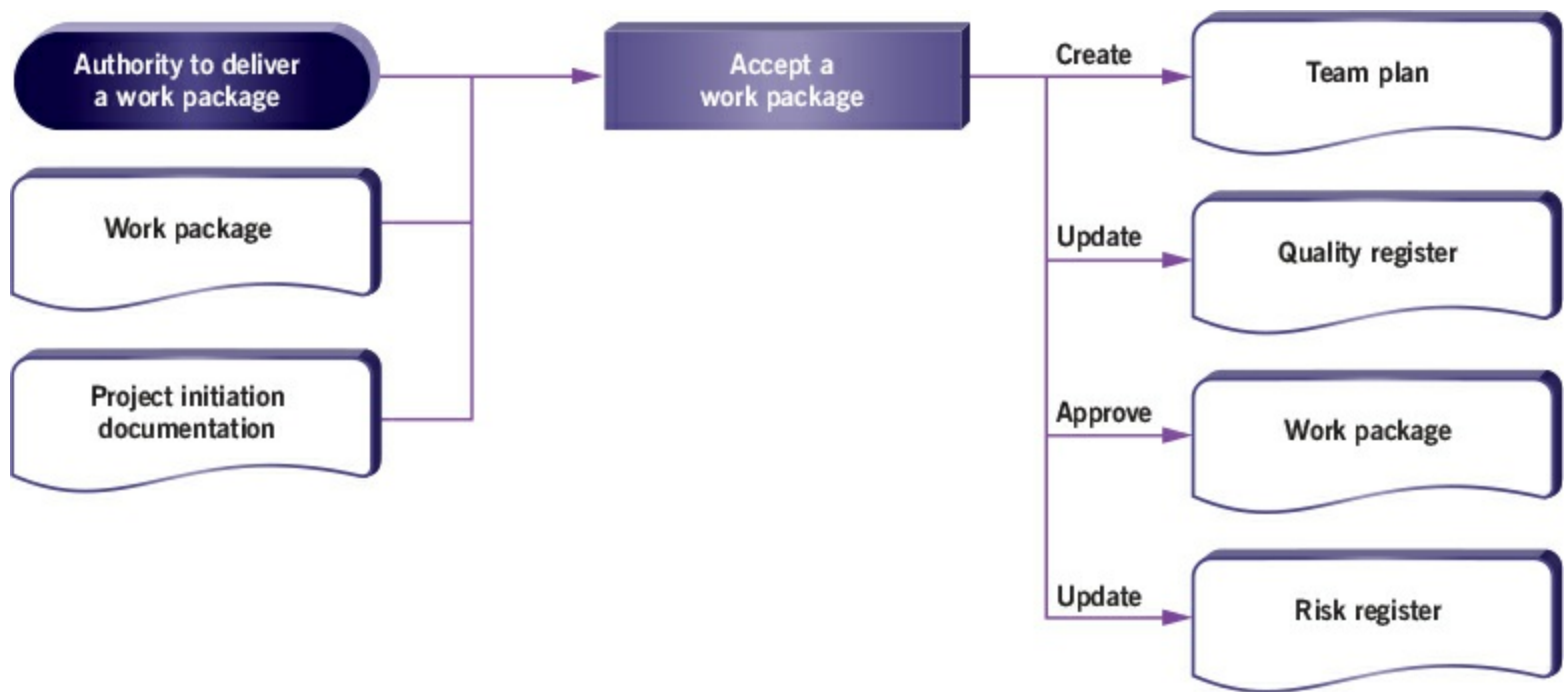 Authority to deliver
a work package
Work package
Project initiation
documentation
Accept a
work package
Create
Team plan
Update
Quality register
Approve
Work package
Update
Risk register